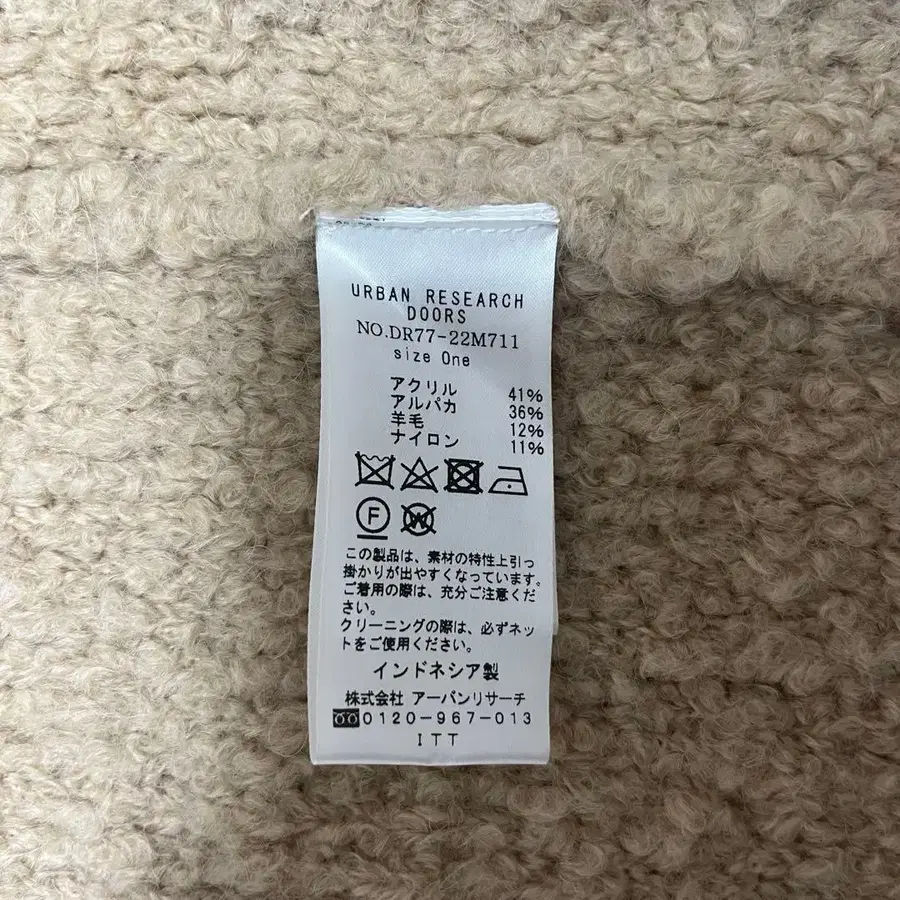 URBAN RESEARCH
DOORS
NO.DR77-22M711
size One
アクリル 41%
アルパカ 36%
羊毛 12%
ナイロン 11%
F
W
この製品は、素材の特性上引っ
掛かりが出やすくなっています。
ご着用の際は、充分ご注意くだ
さい。
クリーニングの際は、必ずネッ
トをご使用ください。
インドネシア製
株式会社 アーバンリサーチ
0120-967-013
ITT